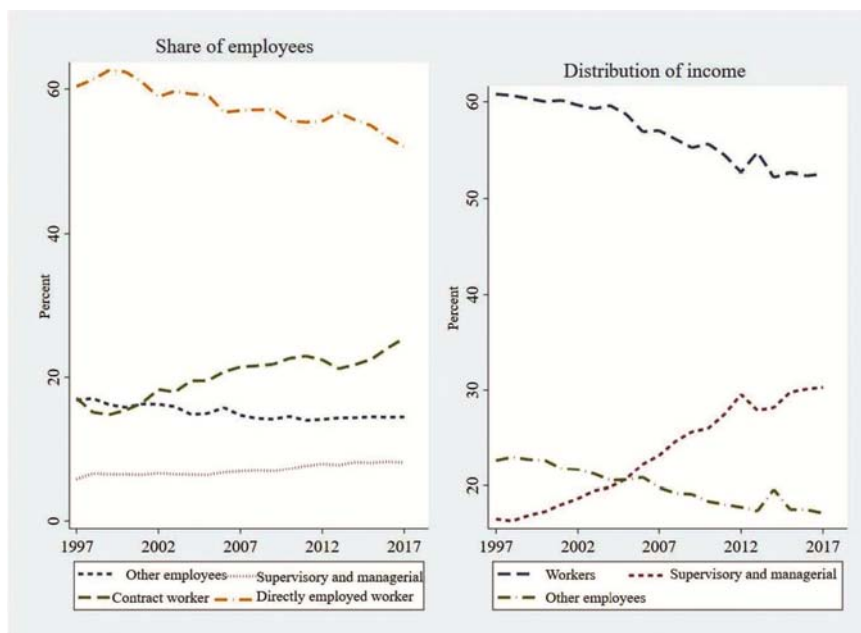 Share of employees
Percent
60
40
20
0
1997 2002 2007 2012 2017
Other employees Supervisory and managerial
Contract worker Directly employed worker
Distribution of income
Percent
60
50
40
30
20
1997 2002 2007 2012 2017
Workers Supervisory and managerial
Other employees